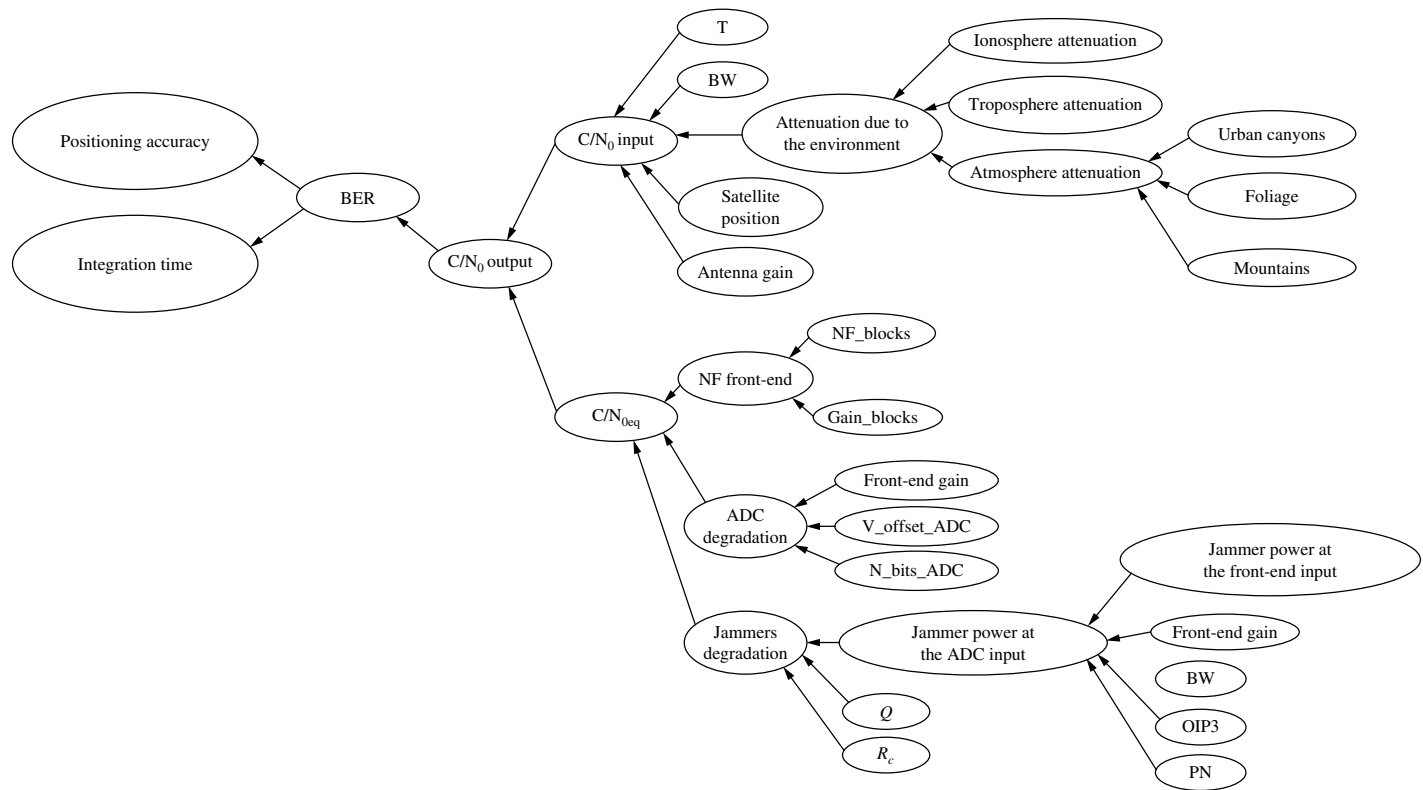 Positioning accuracy
Integration time
BER
C/N0 output
T
BW
C/N0 input
Satellite
position
Antenna gain
Attenuation due to
the environment
Ionosphere attenuation
Troposphere attenuation
Atmosphere attenuation
Urban canyons
Foliage
Mountains
C/N0eq
NF front-end
NF_blocks
Gain_blocks
ADC
degradation
Front-end gain
V_offset_ADC
N_bits_ADC
Jammers
degradation
Jammer power at
the ADC input
Q
Rc
Jammer power at
the front-end input
Front-end gain
BW
OIP3
PN